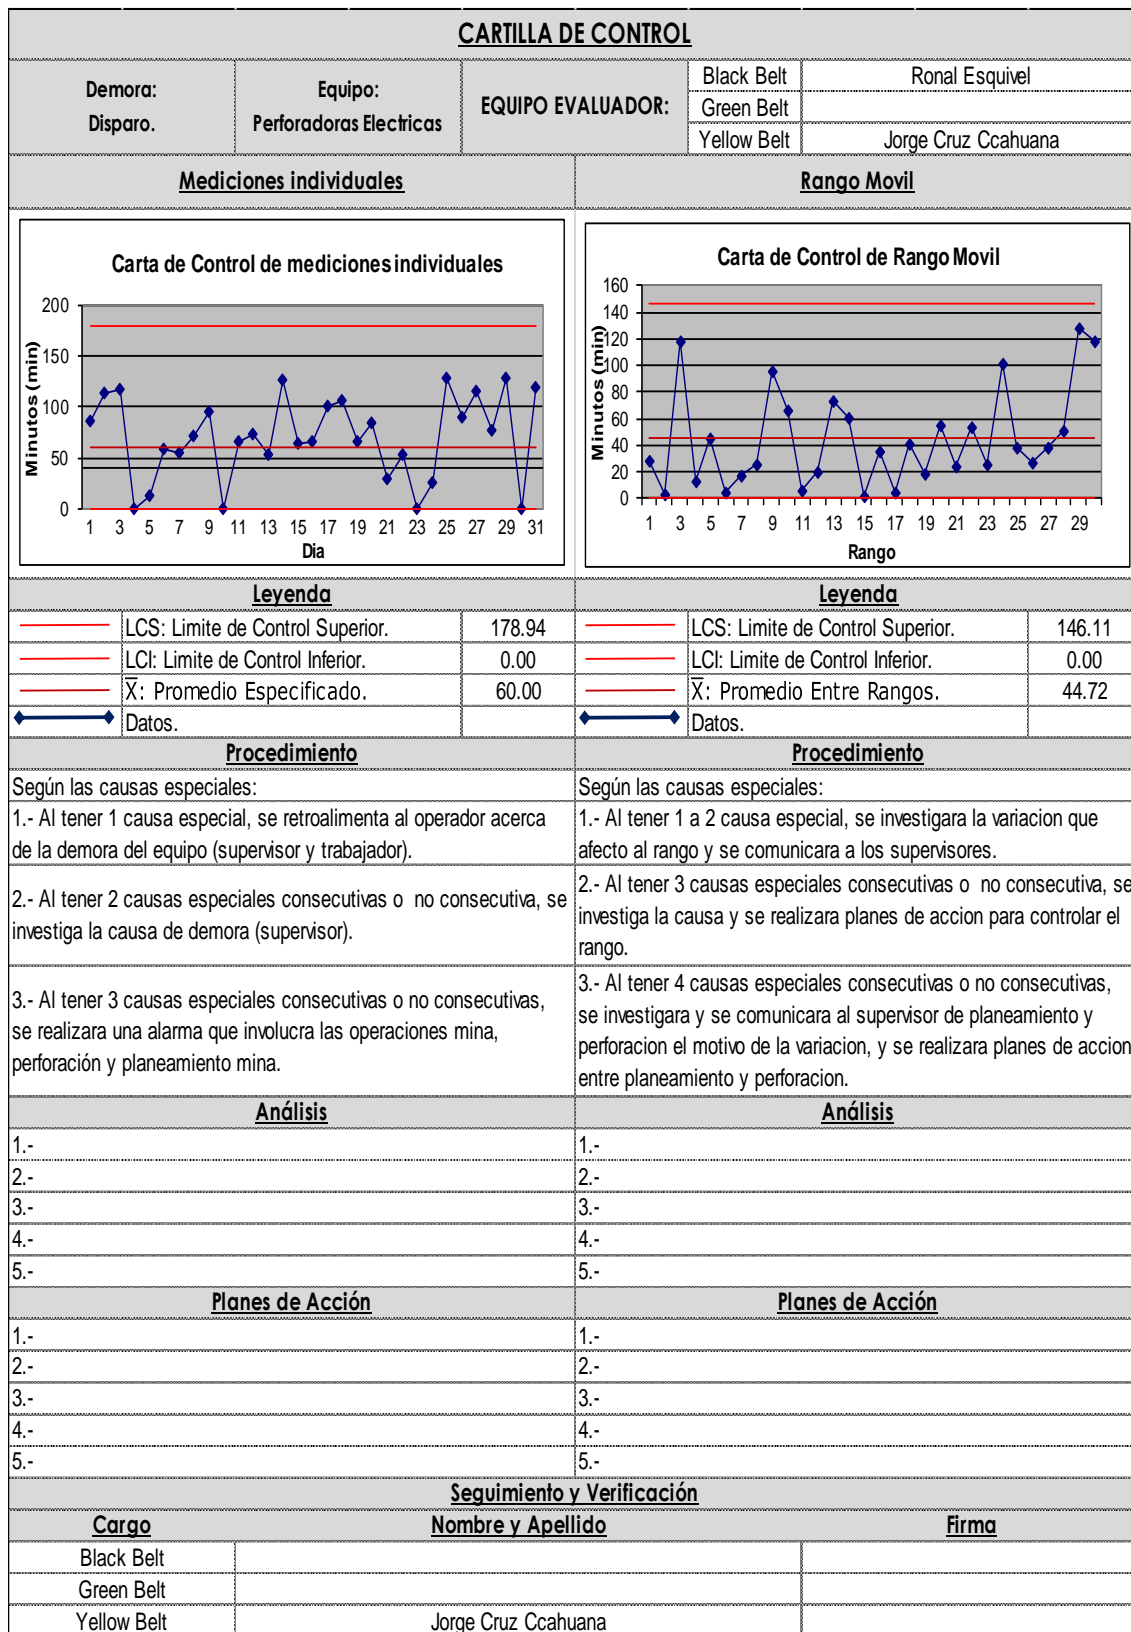 CARTILLA DE CONTROL
Demora:
Disparo.
Equipo:
Perforadoras Electricas
EQUIPO EVALUADOR:
Black Belt
Ronal Esquivel
Green Belt
Yellow Belt
Jorge Cruz Ccahuana
Mediciones individuales
Carta de Control de mediciones individuales
Minutos (min)
200
150
100
50
0
1 3 5 7 9 11 13 15 17 19 21 23 25 27 29 31
Dia
Rango Movil
Carta de Control de Rango Movil
Minutos (min)
160
140
120
100
80
60
40
20
0
1 3 5 7 9 11 13 15 17 19 21 23 25 27 29
Rango
Leyenda
LCS: Limite de Control Superior. 178.94
LCI: Limite de Control Inferior. 0.00
X̅: Promedio Especificado. 60.00
Datos.
Leyenda
LCS: Limite de Control Superior. 146.11
LCI: Limite de Control Inferior. 0.00
X̅: Promedio Entre Rangos. 44.72
Datos.
Procedimiento
Según las causas especiales:
1.- Al tener 1 causa especial, se retroalimenta al operador acerca
de la demora del equipo (supervisor y trabajador).
2.- Al tener 2 causas especiales consecutivas o no consecutiva, se
investiga la causa de demora (supervisor).
3.- Al tener 3 causas especiales consecutivas o no consecutivas,
se realizara una alarma que involucra las operaciones mina,
perforación y planeamiento mina.
Procedimiento
Según las causas especiales:
1.- Al tener 1 a 2 causa especial, se investigara la variacion que
afecto al rango y se comunicara a los supervisores.
2.- Al tener 3 causas especiales consecutivas o no consecutiva, se
investiga la causa y se realizara planes de accion para controlar el
rango.
3.- Al tener 4 causas especiales consecutivas o no consecutivas,
se investigara y se comunicara al supervisor de planeamiento y
perforacion el motivo de la variacion, y se realizara planes de accion
entre planeamiento y perforacion.
Análisis
1.-
2.-
3.-
4.-
5.-
Análisis
1.-
2.-
3.-
4.-
5.-
Planes de Acción
1.-
2.-
3.-
4.-
5.-
Planes de Acción
1.-
2.-
3.-
4.-
5.-
Seguimiento y Verificación
Cargo Nombre y Apellido Firma
Black Belt
Green Belt
Yellow Belt Jorge Cruz Ccahuana